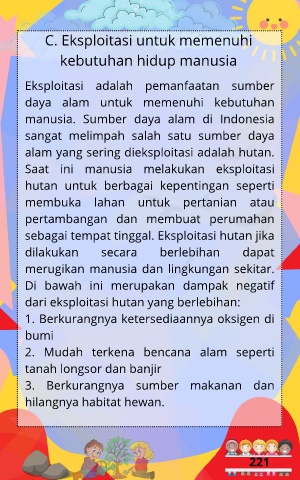 C. Eksploitasi untuk memenuhi
kebutuhan hidup manusia
Eksploitasi adalah pemanfaatan sumber
daya alam untuk memenuhi kebutuhan
manusia. Sumber daya alam di Indonesia
sangat melimpah salah satu sumber daya
alam yang sering dieksploitasi adalah hutan.
Saat ini manusia melakukan eksploitasi
hutan untuk berbagai kepentingan seperti
membuka lahan untuk pertanian atau
pertambangan dan membuat perumahan
sebagai tempat tinggal. Eksploitasi hutan jika
dilakukan secara berlebihan dapat
merugikan manusia dan lingkungan sekitar.
Di bawah ini merupakan dampak negatif
dari eksploitasi hutan yang berlebihan:
1. Berkurangnya ketersediaannya oksigen di
bumi
2. Mudah terkena bencana alam seperti
tanah longsor dan banjir
3. Berkurangnya sumber makanan dan
hilangnya habitat hewan.
221